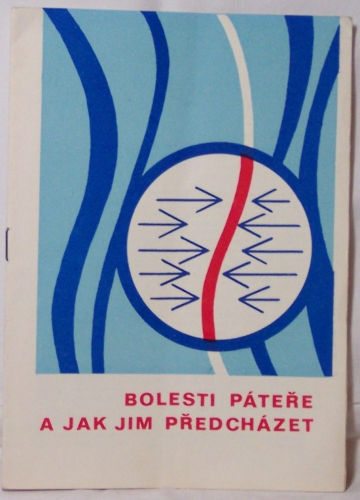 BOLESTI PÁTEŘE
A JAK JIM PŘEDCHÁZET